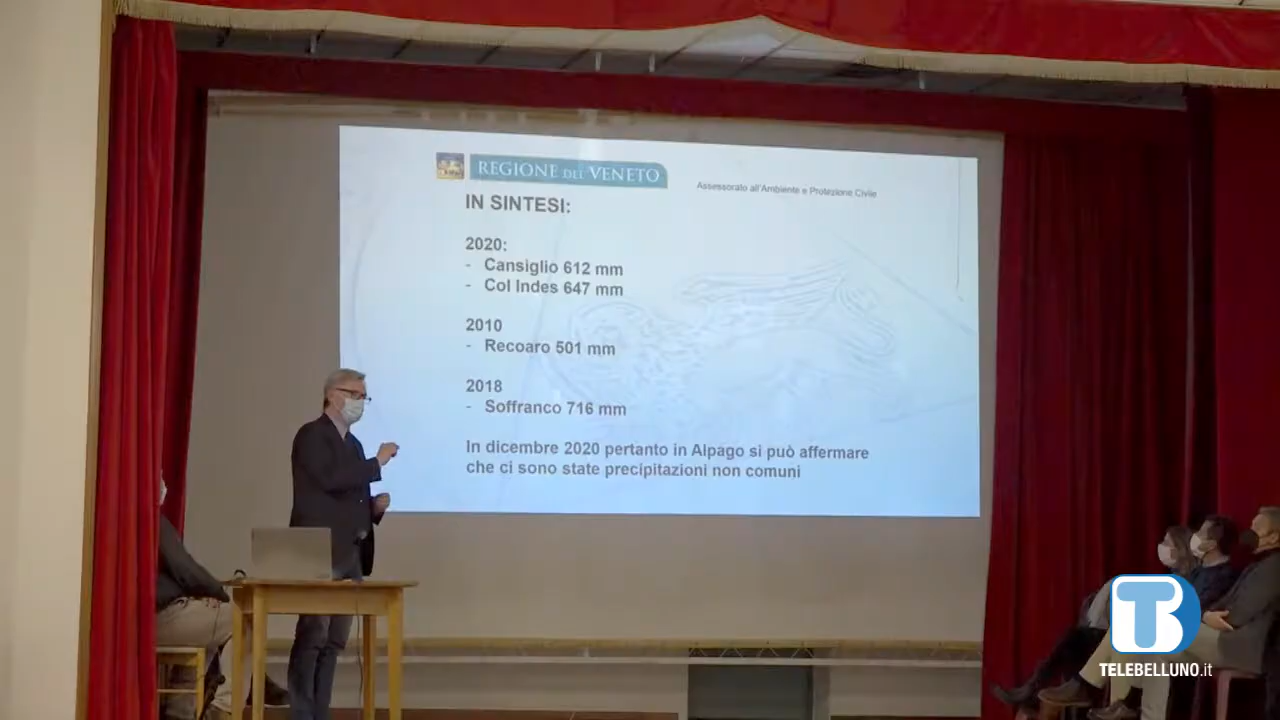 REGIONE DEL VENETO
Assessorato all'Ambiente e Protezione Civile
IN SINTESI:
2020:
- Cansiglio 612 mm
- Col Indes 647 mm
2010
- Recoaro 501 mm
2018
- Soffranco 716 mm
In dicembre 2020 pertanto in Alpago si può affermare
che ci sono state precipitazioni non comuni
TB
TELEBELLUNO.it